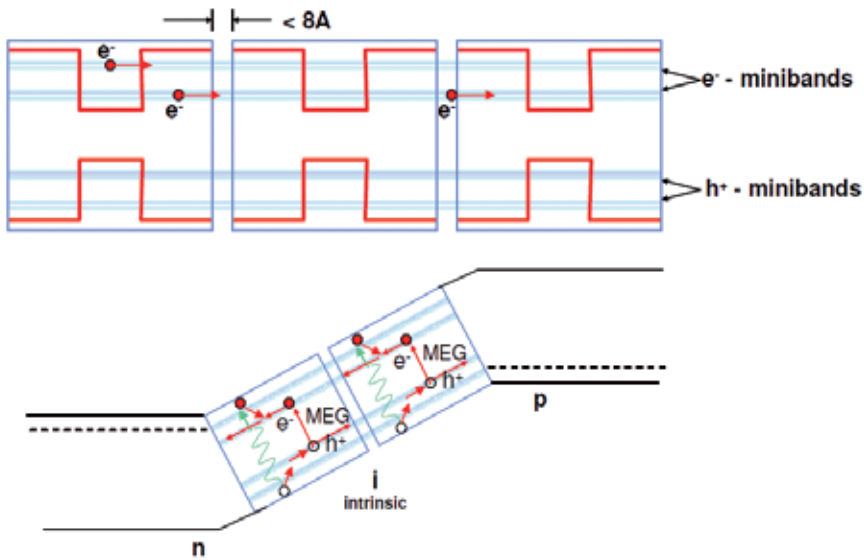 < 8A
e-
e-
e-
e- - minibands
h+ - minibands
MEG
e-
h+
MEG
e-
h+
p
i
intrinsic
n